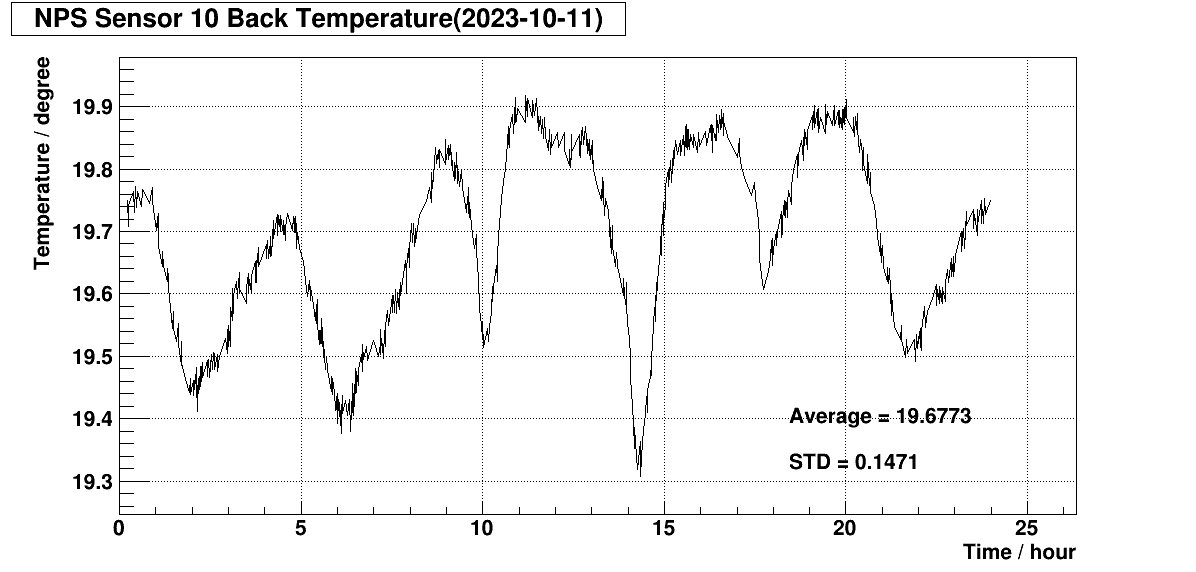 NPS Sensor 10 Back Temperature(2023-10-11)
Temperature / degree
19.9
19.8
19.7
19.6
19.5
19.4
19.3
Average = 19.6773
STD = 0.1471
0 5 10 15 20 25
Time / hour